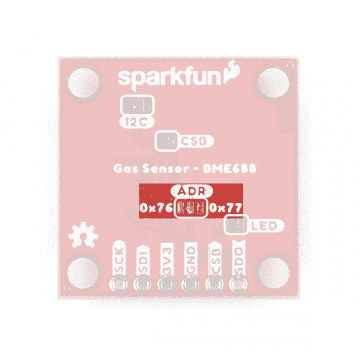 sparkfun
I2C
CSB
Gas Sensor - BME688
ADR
0x76 0x77
LED
SCK SDI 3V3 GND CSB SDO